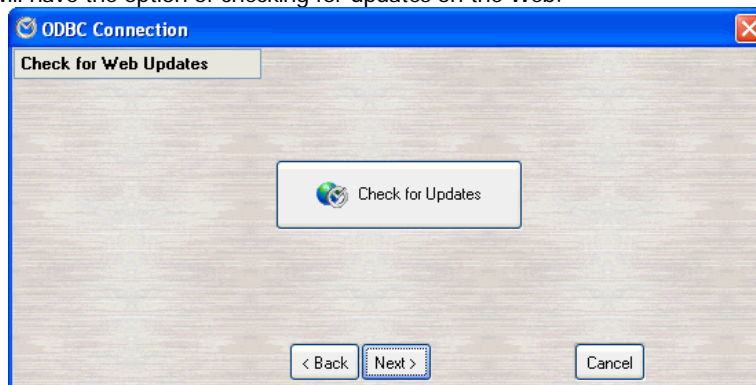 will have the option of checking for updates on the Web.
ODBC Connection
Check for Web Updates
Check for Updates
< Back Next > Cancel